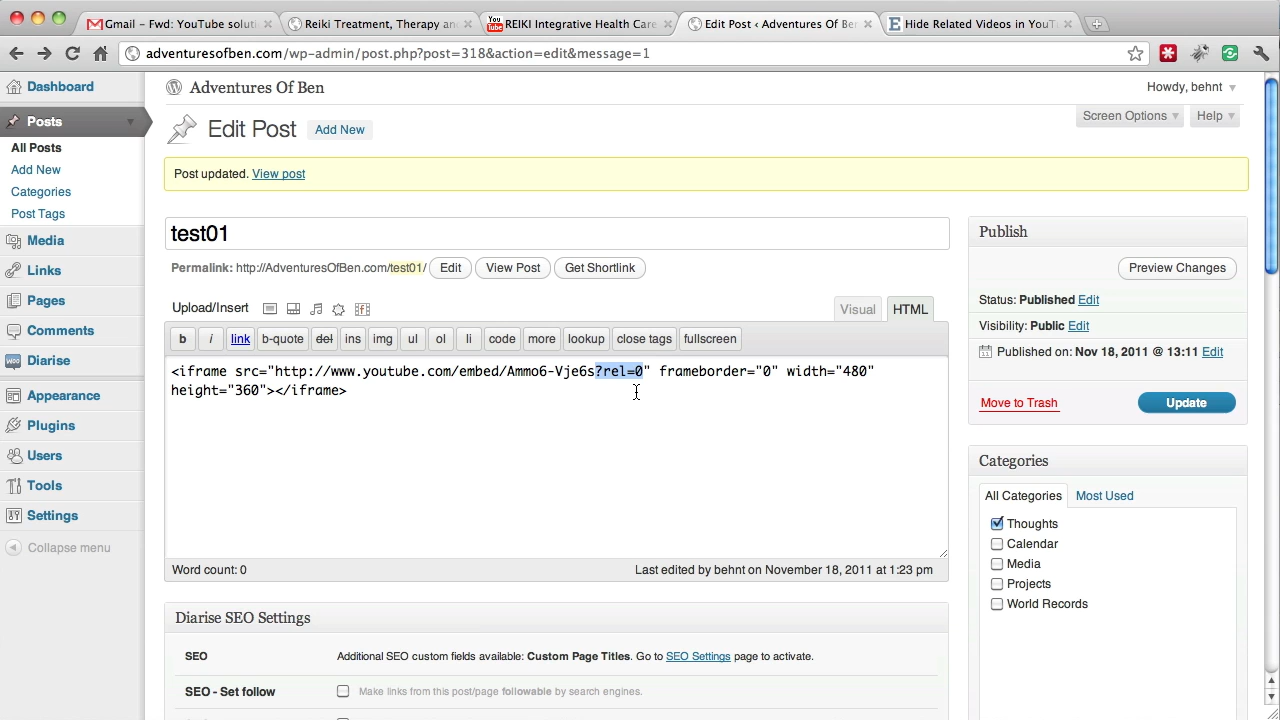 Gmail - Fwd: YouTube soluti
Reiki Treatment, Therapy an
You Tube REIKI Integrative Health Care
Edit Post ‹ Adventures Of Be
Hide Related Videos in YouT
adventuresofben.com/wp-admin/post.php?post=318&action=edit&message=1
Dashboard
Posts
All Posts
Add New
Categories
Post Tags
Media
Links
Pages
Comments
Diarise
Appearance
Plugins
Users
Tools
Settings
Collapse menu
Adventures Of Ben
Howdy, behnt
Edit Post Add New
Screen Options Help
Post updated. View post
test01
Permalink: http://AdventuresOfBen.com/test01/ Edit View Post Get Shortlink
Upload/Insert
Visual HTML
b i link b-quote del ins img ul ol li code more lookup close tags fullscreen
<iframe src="http://www.youtube.com/embed/Ammo6-Vje6s?rel=0" frameborder="0" width="480"
height="360"></iframe>
Word count: 0 Last edited by behnt on November 18, 2011 at 1:23 pm
Diarise SEO Settings
SEO Additional SEO custom fields available: Custom Page Titles. Go to SEO Settings page to activate.
SEO - Set follow Make links from this post/page followable by search engines.
Publish
Preview Changes
Status: Published Edit
Visibility: Public Edit
Published on: Nov 18, 2011 @ 13:11 Edit
Move to Trash Update
Categories
All Categories Most Used
Thoughts
Calendar
Media
Projects
World Records